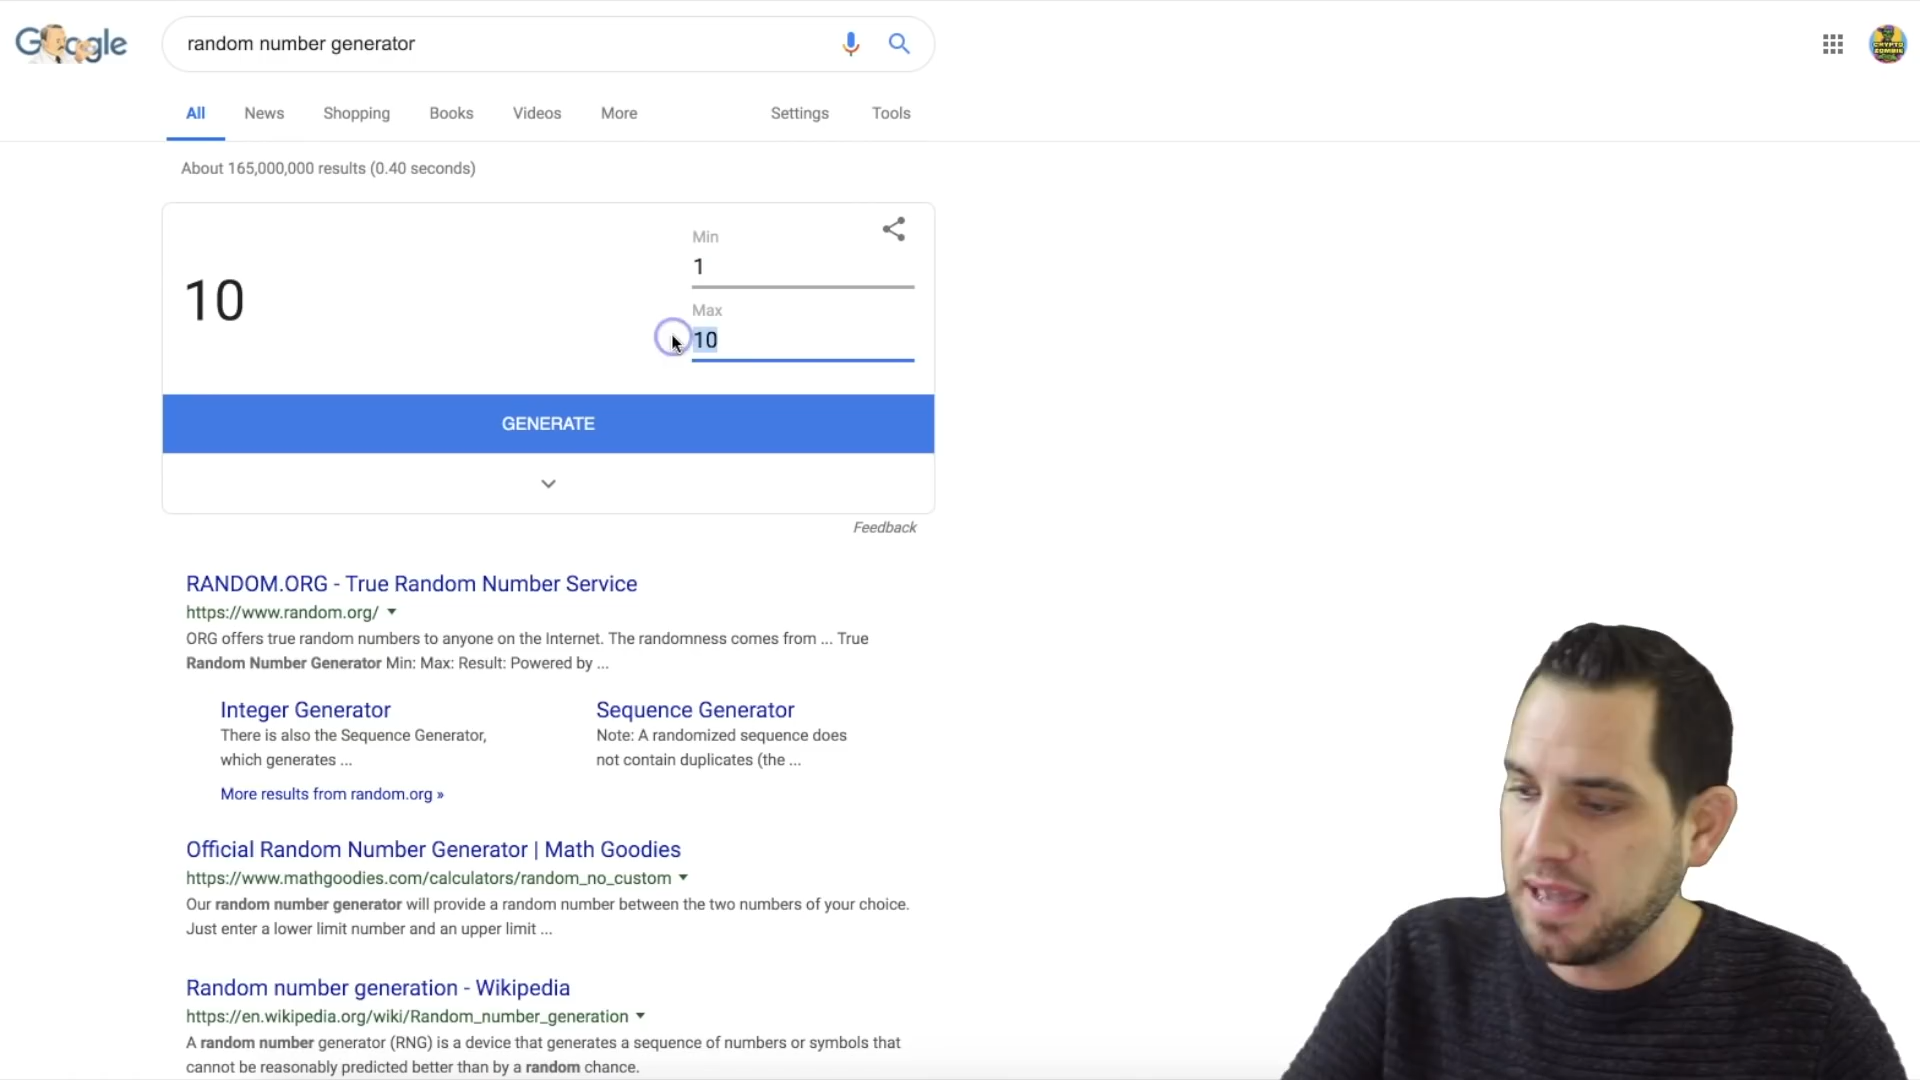 Google
random number generator
All News Shopping Books Videos More Settings Tools
About 165,000,000 results (0.40 seconds)
Min
1
10
Max
10
GENERATE
Feedback
RANDOM.ORG - True Random Number Service
https://www.random.org/
ORG offers true random numbers to anyone on the Internet. The randomness comes from ... True
Random Number Generator Min: Max: Result: Powered by ...
Integer Generator
There is also the Sequence Generator,
which generates ...
Sequence Generator
Note: A randomized sequence does
not contain duplicates (the ...
More results from random.org »
Official Random Number Generator | Math Goodies
https://www.mathgoodies.com/calculators/random_no_custom
Our random number generator will provide a random number between the two numbers of your choice.
Just enter a lower limit number and an upper limit ...
Random number generation - Wikipedia
https://en.wikipedia.org/wiki/Random_number_generation
A random number generator (RNG) is a device that generates a sequence of numbers or symbols that
cannot be reasonably predicted better than by a random chance.
CRYPTO
ZOMBIE